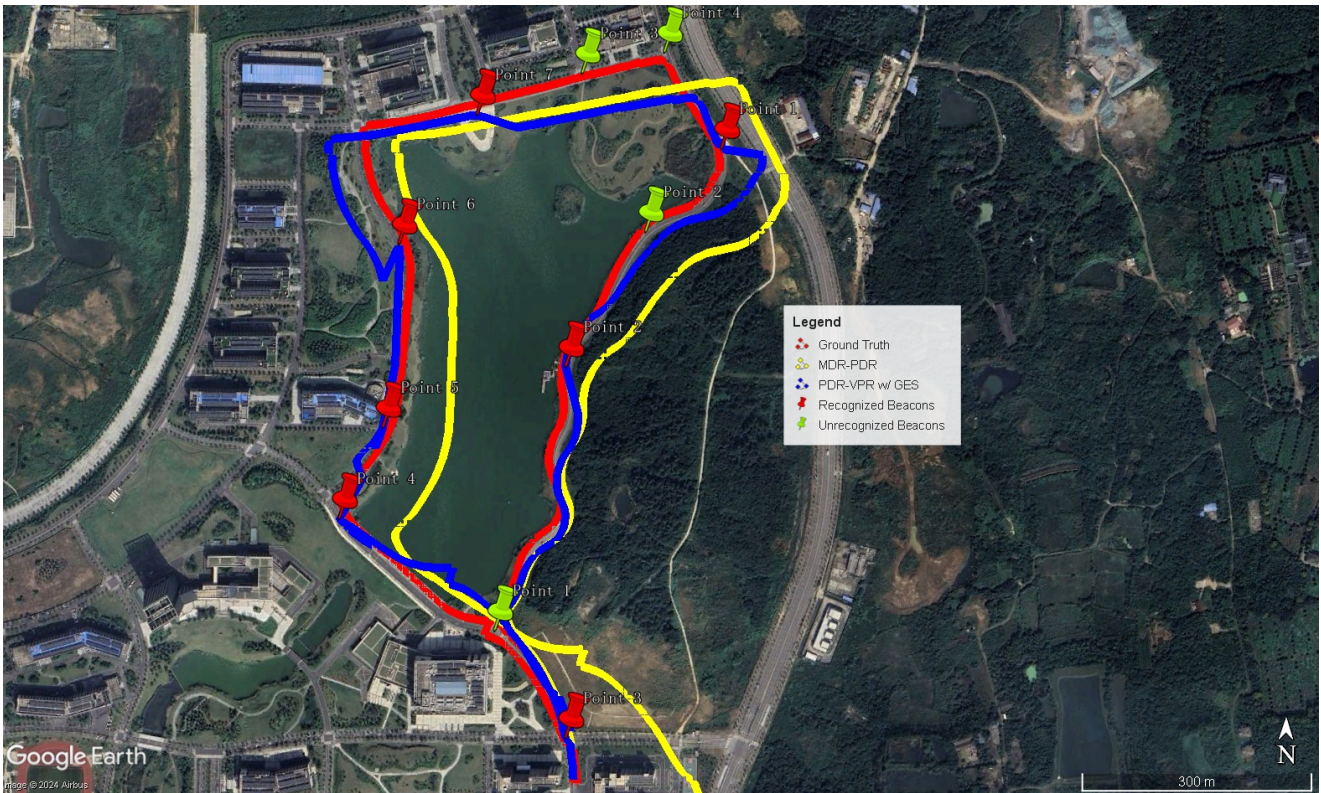 Point 4
Point 3
Point 7
Point 1
Point 2
Point 6
Point 2
Legend
Ground Truth
MDR-PDR
PDR-VPR w/ GES
Recognized Beacons
Unrecognized Beacons
Point 5
Point 4
Point 1
Point 3
Google Earth
Image © 2024 Airbus
N
300 m